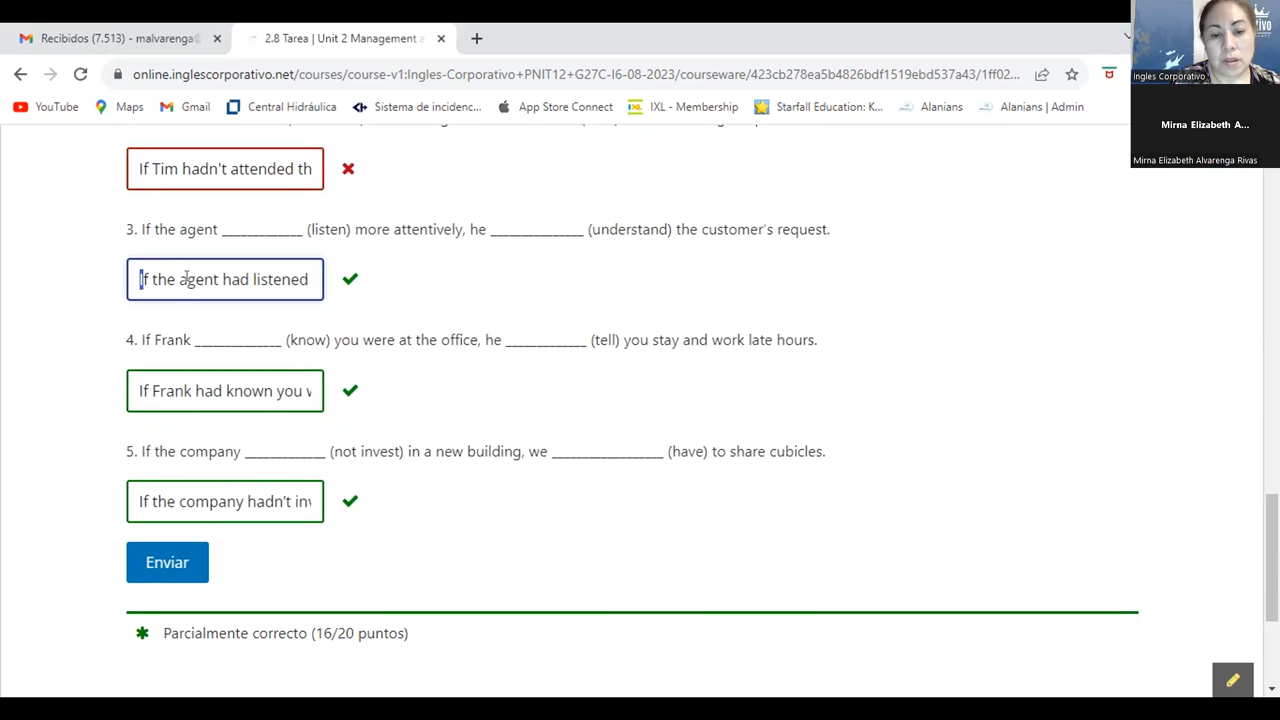 Recibidos (7.513) - malvarenga@
2.8 Tarea | Unit 2 Management a
online.inglescorporativo.net/courses/course-v1:Ingles-Corporativo+PNIT12+G27C-I6-08-2023/courseware/423cb278ea5b4826bdf1519ebd537a43/1ff02...
YouTube
Maps
Gmail
Central Hidráulica
Sistema de incidenc...
App Store Connect
IXL - Membership
Starfall Education: K...
Alanians
Alanians | Admin
Ingles Corporativo
Mirna Elizabeth A...
Mirna Elizabeth Alvarenga Rivas
If Tim hadn't attended th
3. If the agent _____________ (listen) more attentively, he _______________ (understand) the customer's request.
If the agent had listened
4. If Frank ______________ (know) you were at the office, he _____________ (tell) you stay and work late hours.
If Frank had known you w
5. If the company _____________ (not invest) in a new building, we __________________ (have) to share cubicles.
If the company hadn't inv
Enviar
Parcialmente correcto (16/20 puntos)